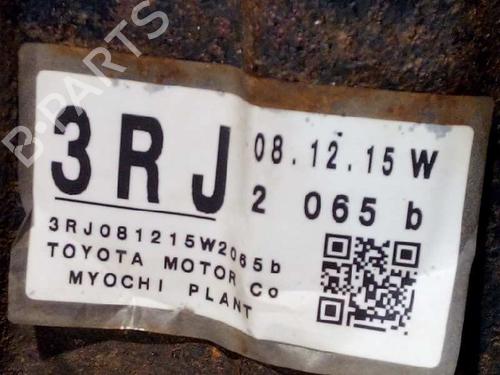 3RJ 08.12.15 W
2 065 b
3RJ081215W2065b
TOYOTA MOTOR Co
MYOCHI PLANT
B-PARTS